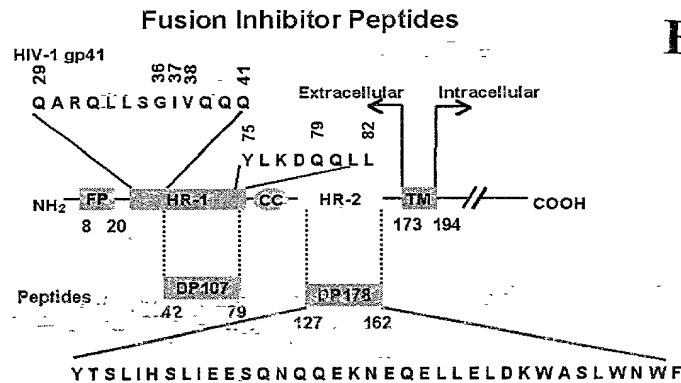 Fusion Inhibitor Peptides
HIV-1 gp41
29 36 37 38 41
Q A R Q L L S G I V Q Q Q
Extracellular Intracellular
75 79 82
Y L K D Q Q L L
NH2 FP HR-1 CC HR-2 TM COOH
8 20 173 194
Peptides DP107 DP178
42 79 127 162
Y T S L I H S L I E E S Q N Q Q E K N E Q E L L E L D K W A S L W N W F